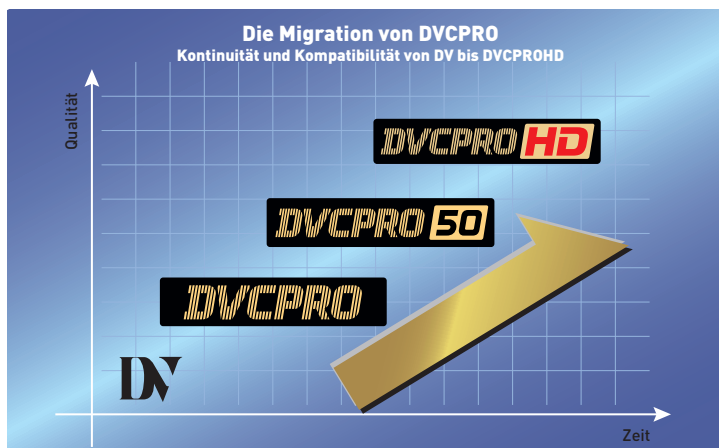 Die Migration von DVCPRO
Kontinuität und Kompatibilität von DV bis DVCPROHD
Qualität
DVCPRO HD
DVCPRO 50
DVCPRO
DV
Zeit